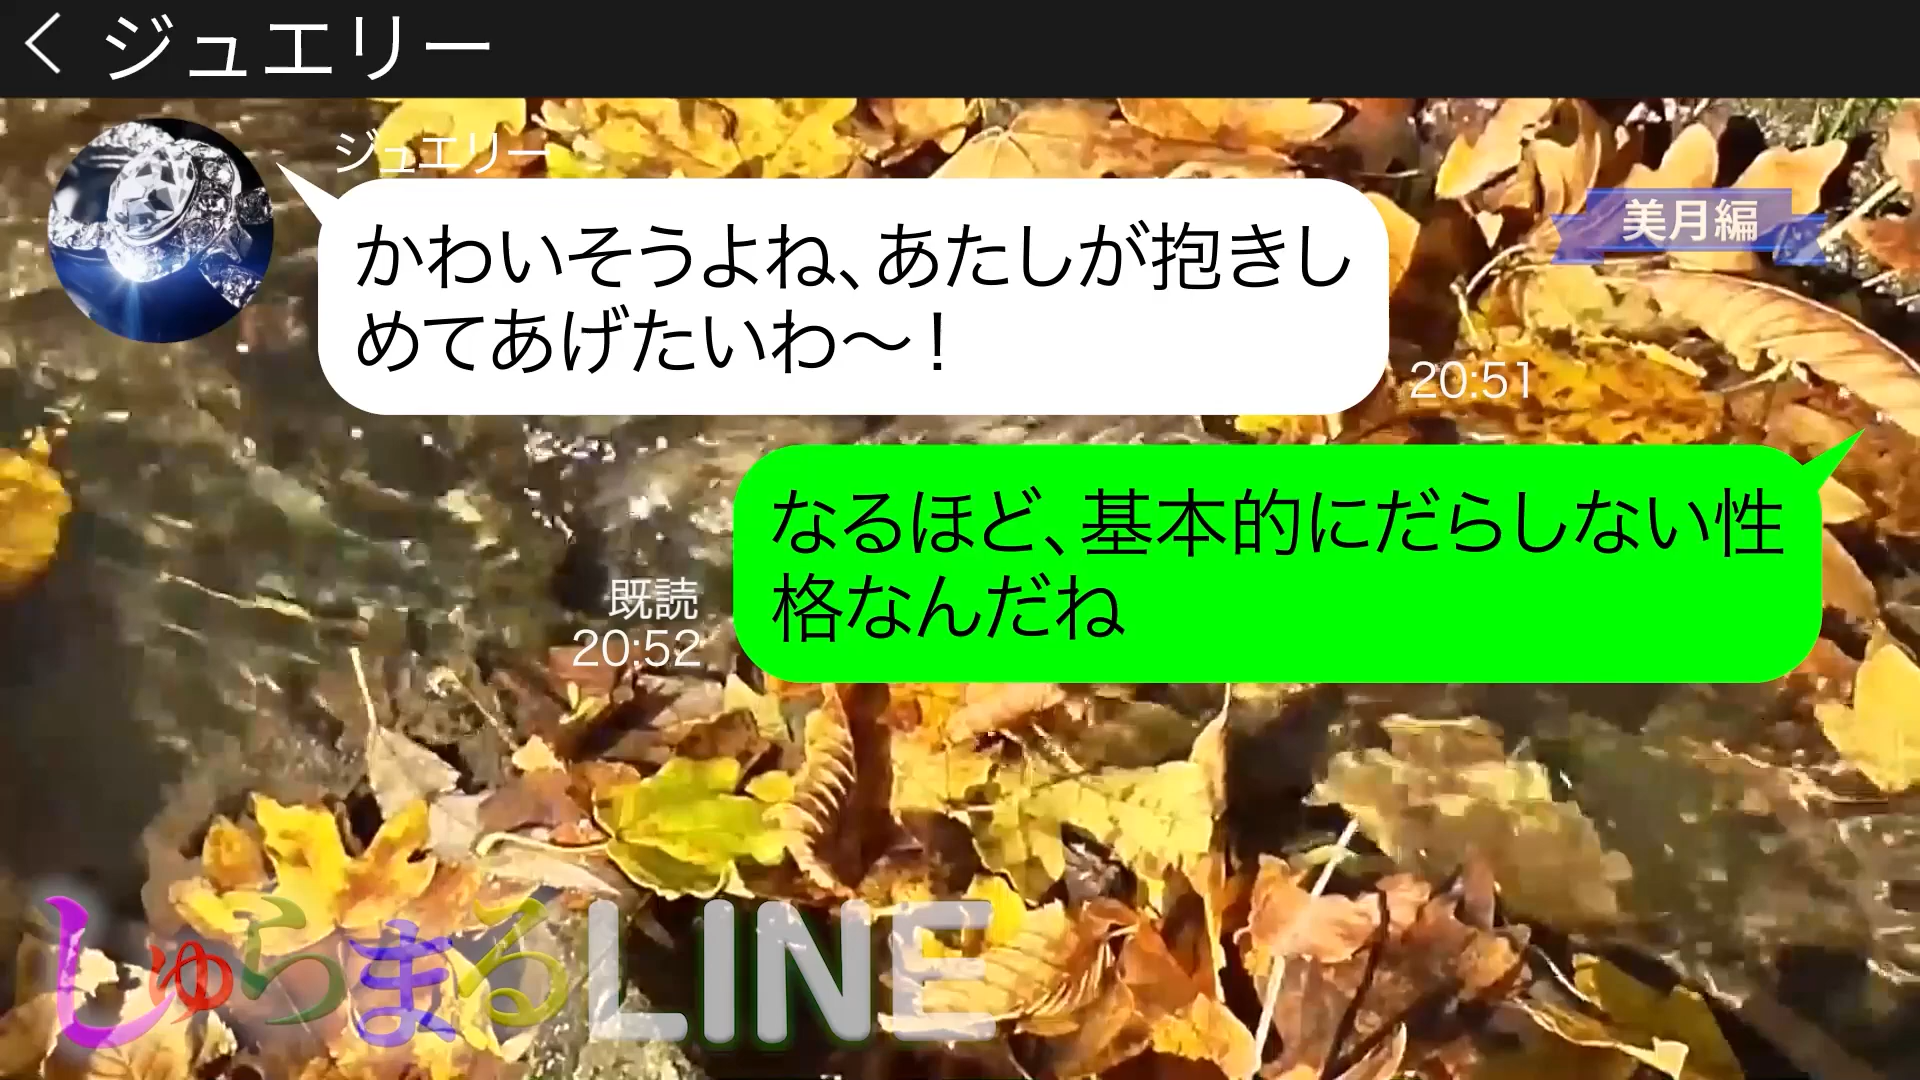 ジュエリー
ジュエリー
美月編
かわいそうよね、あたしが抱きし
めてあげたいわ〜！
20:51
なるほど、基本的にだらしない性
格なんだね
既読
20:52
しゅらまるLINE